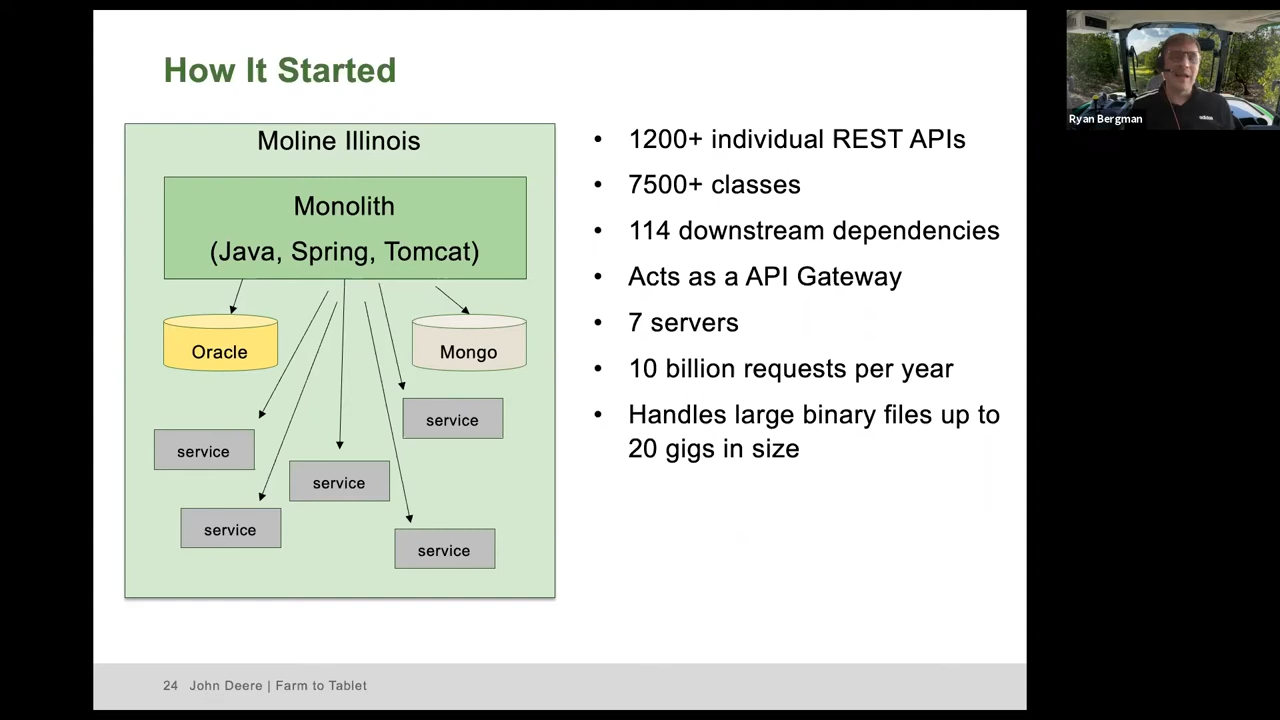 How It Started
Moline Illinois
Monolith
(Java, Spring, Tomcat)
Oracle
Mongo
service
service
service
service
service
• 1200+ individual REST APIs
• 7500+ classes
• 114 downstream dependencies
• Acts as a API Gateway
• 7 servers
• 10 billion requests per year
• Handles large binary files up to
20 gigs in size
24 John Deere | Farm to Tablet
Ryan Bergman
adidas